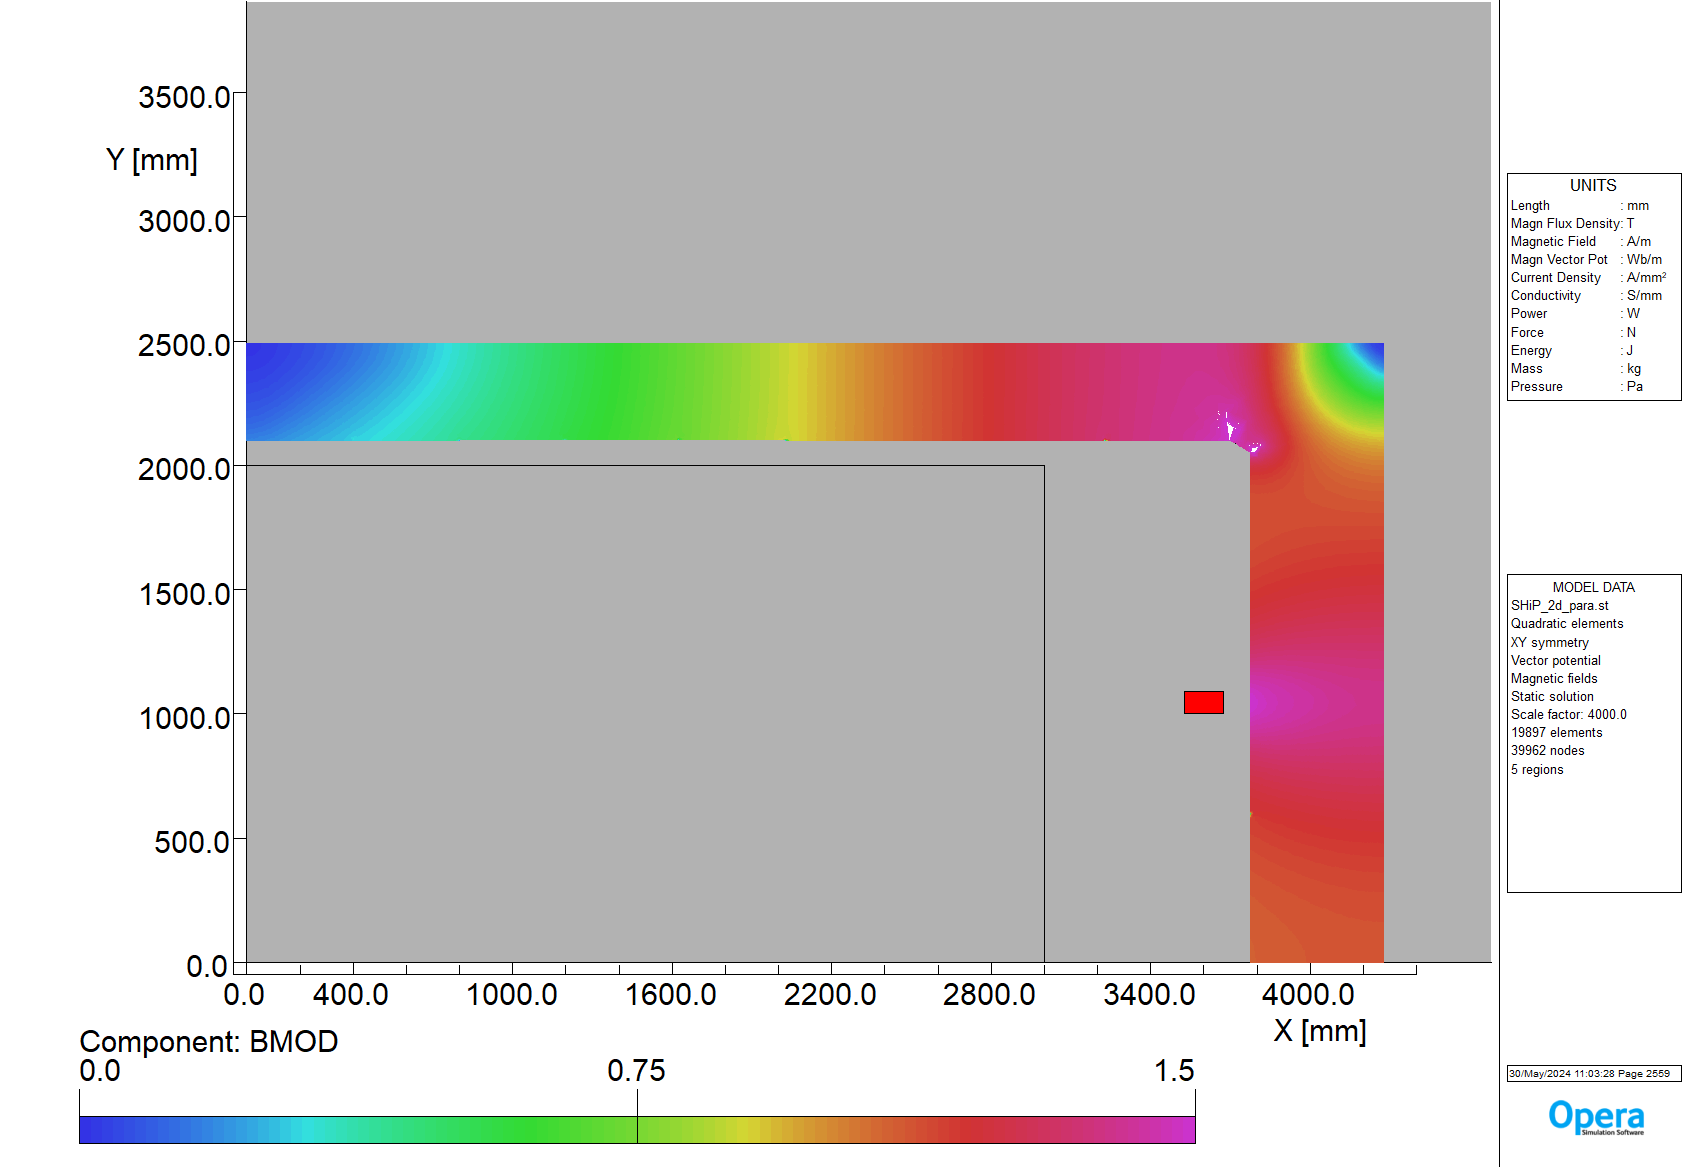 3500.0
Y [mm]
3000.0
2500.0
2000.0
1500.0
1000.0
500.0
0.0
0.0 400.0 1000.0 1600.0 2200.0 2800.0 3400.0 4000.0
X [mm]
Component: BMOD
0.0 0.75 1.5
UNITS
Length : mm
Magn Flux Density: T
Magnetic Field : A/m
Magn Vector Pot : Wb/m
Current Density : A/mm²
Conductivity : S/mm
Power : W
Force : N
Energy : J
Mass : kg
Pressure : Pa
MODEL DATA
SHiP_2d_para.st
Quadratic elements
XY symmetry
Vector potential
Magnetic fields
Static solution
Scale factor: 4000.0
19897 elements
39962 nodes
5 regions
30/May/2024 11:03:28 Page 2559
Opera
Simulation Software